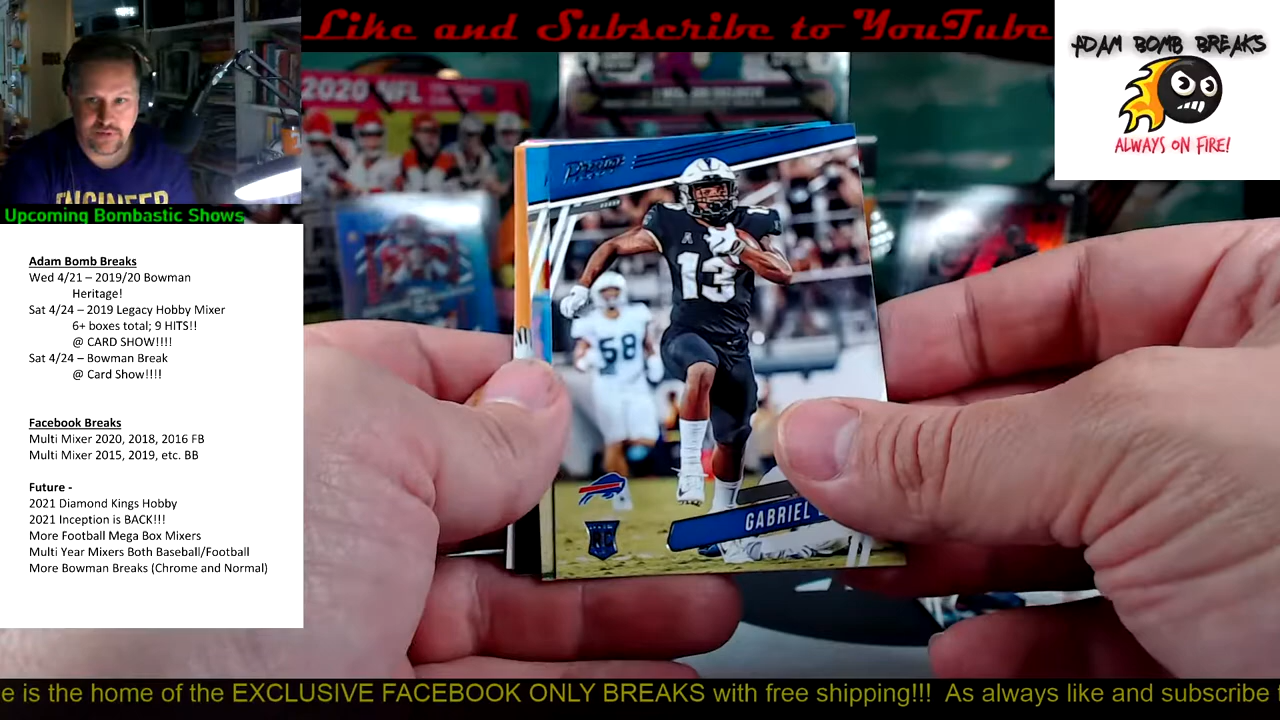 Like and Subscribe to YouTube
ADAM BOMB BREAKS
ALWAYS ON FIRE!
2020 NFL
Prestige
A
13
13
58
GABRIEL
RC
ENGINEER
Upcoming Bombastic Shows
Adam Bomb Breaks
Wed 4/21 – 2019/20 Bowman
Heritage!
Sat 4/24 – 2019 Legacy Hobby Mixer
6+ boxes total; 9 HITS!!
@ CARD SHOW!!!!
Sat 4/24 – Bowman Break
@ Card Show!!!!
Facebook Breaks
Multi Mixer 2020, 2018, 2016 FB
Multi Mixer 2015, 2019, etc. BB
Future -
2021 Diamond Kings Hobby
2021 Inception is BACK!!!
More Football Mega Box Mixers
Multi Year Mixers Both Baseball/Football
More Bowman Breaks (Chrome and Normal)
e is the home of the EXCLUSIVE FACEBOOK ONLY BREAKS with free shipping!!! As always like and subscribe